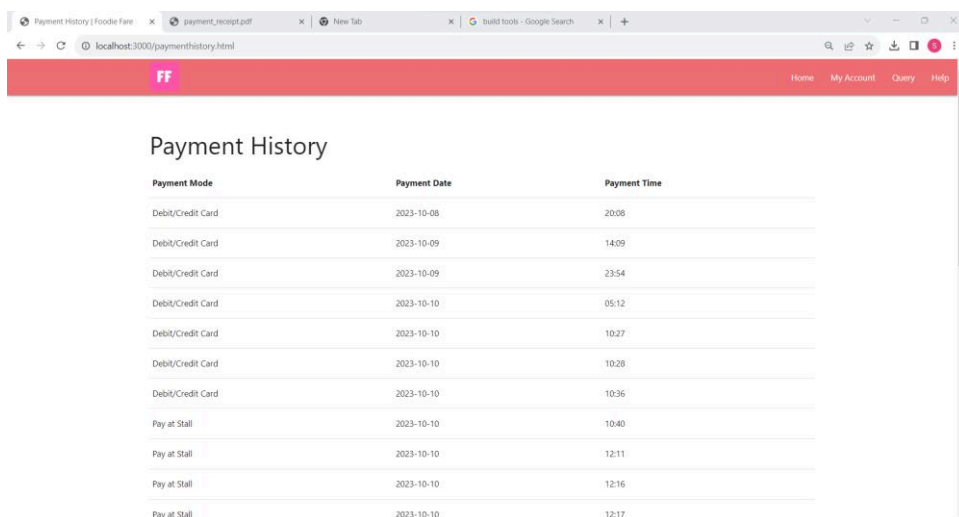 Payment History | Foodie Fare
payment_receipt.pdf
New Tab
build tools - Google Search
localhost:3000/paymenthistory.html
S
FF
Home My Account Query Help
Payment History
Payment Mode Payment Date Payment Time
Debit/Credit Card 2023-10-08 20:08
Debit/Credit Card 2023-10-09 14:09
Debit/Credit Card 2023-10-09 23:54
Debit/Credit Card 2023-10-10 05:12
Debit/Credit Card 2023-10-10 10:27
Debit/Credit Card 2023-10-10 10:28
Debit/Credit Card 2023-10-10 10:36
Pay at Stall 2023-10-10 10:40
Pay at Stall 2023-10-10 12:11
Pay at Stall 2023-10-10 12:16
Pay at Stall 2023-10-10 12:17